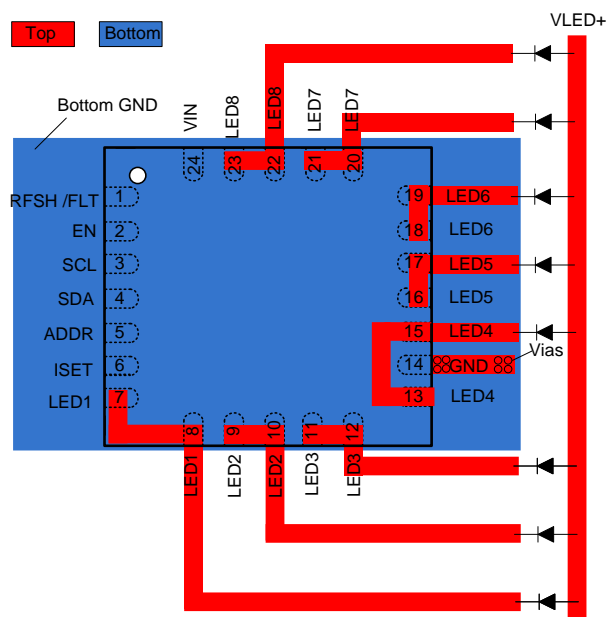 VLED+
Top
Bottom
Bottom GND
VIN
LED8
LED8
LED7
LED7
24
23
22
21
20
RFSH /FLT
1
19
LED6
EN
2
18
LED6
SCL
3
17
LED5
SDA
4
16
LED5
ADDR
5
15
LED4
Vias
ISET
6
14
GND
LED1
7
13
LED4
8
9
10
11
12
LED1
LED2
LED2
LED3
LED3